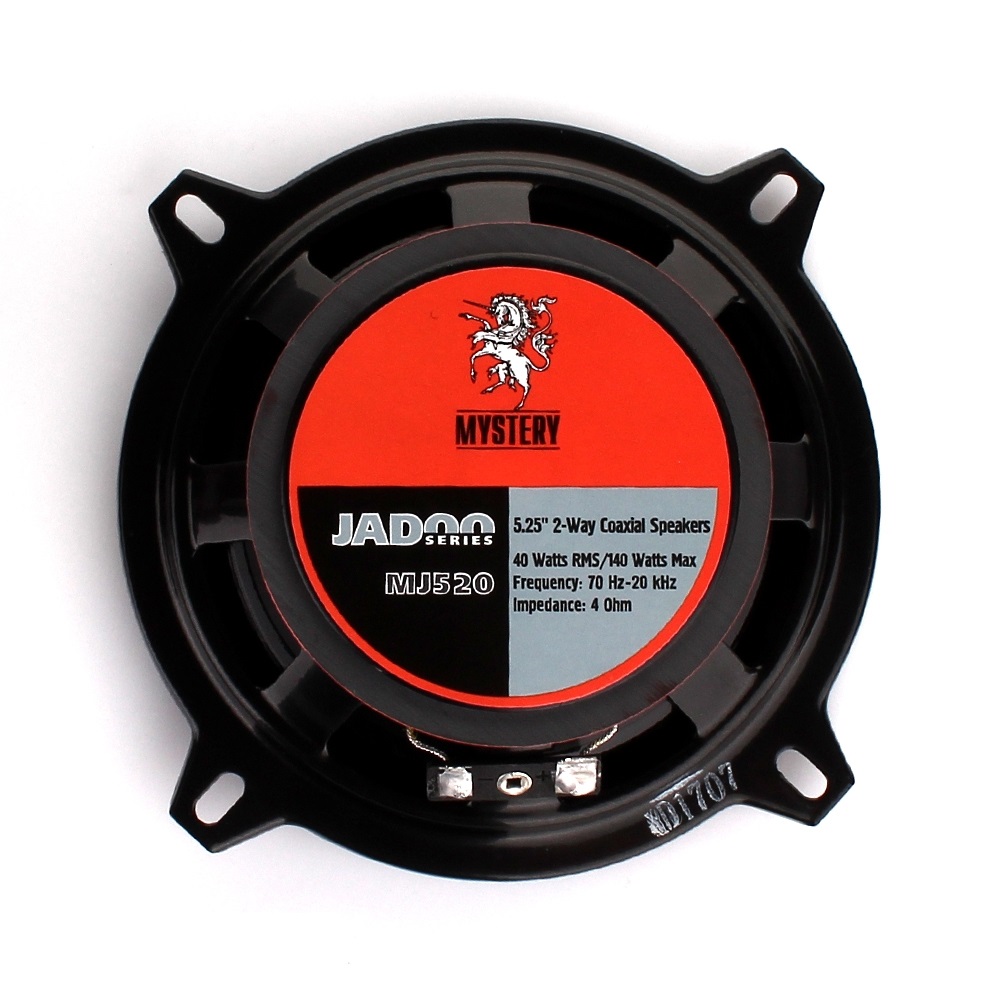 MYSTERY
JADOO
SERIES
MJ520
5.25" 2-Way Coaxial Speakers
40 Watts RMS/140 Watts Max
Frequency: 70 Hz-20 kHz
Impedance: 4 Ohm
- +